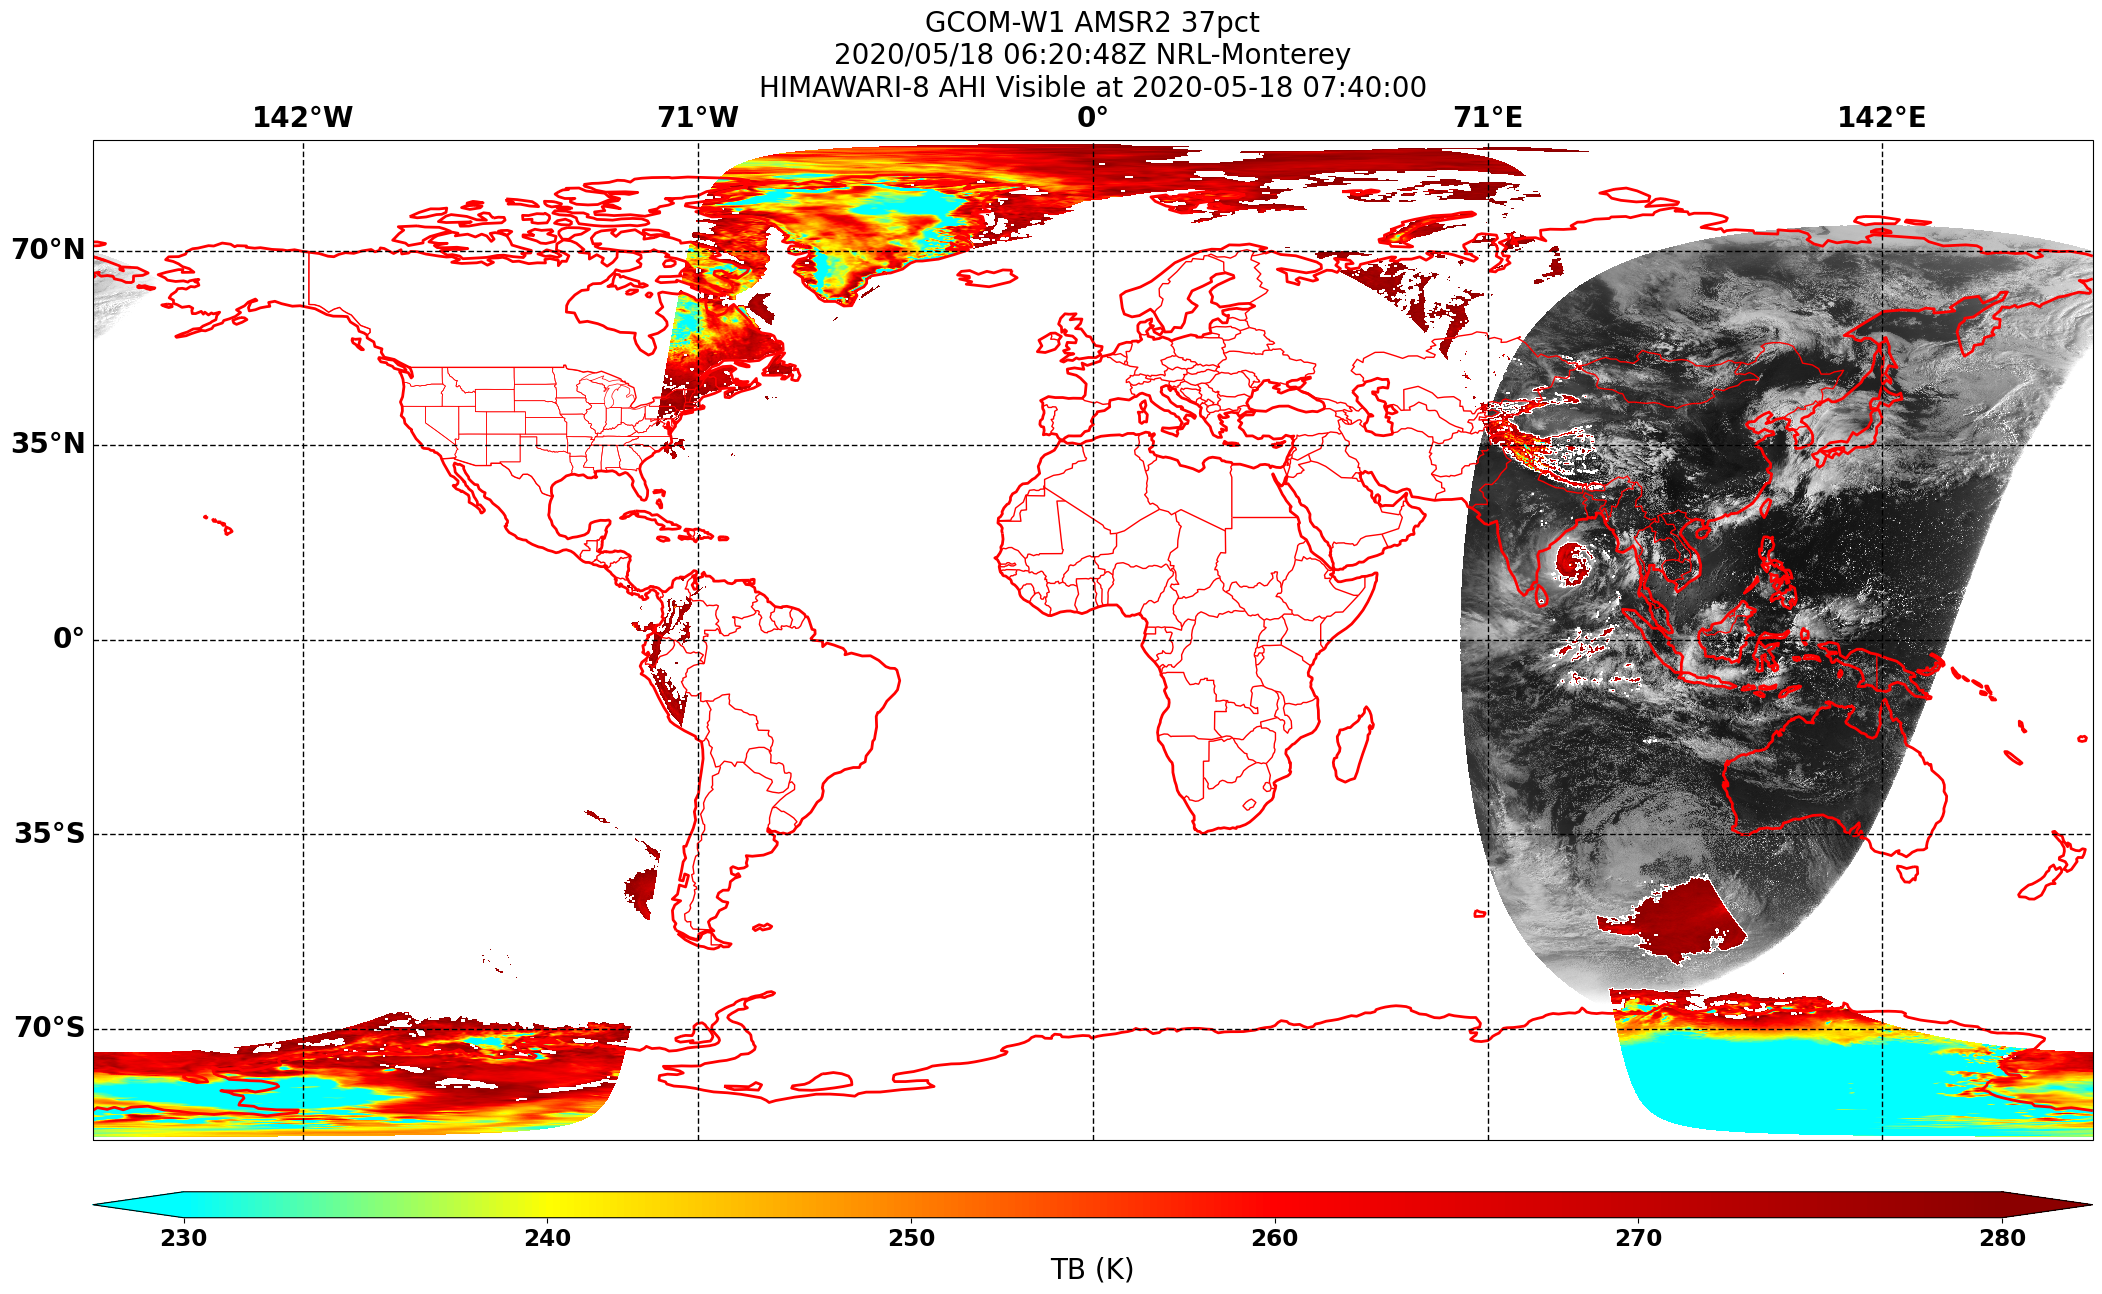 GCOM-W1 AMSR2 37pct
2020/05/18 06:20:48Z NRL-Monterey
HIMAWARI-8 AHI Visible at 2020-05-18 07:40:00
142°W 71°W 0° 71°E 142°E
70°N
35°N
0°
35°S
70°S
230 240 250 260 270 280
TB (K)